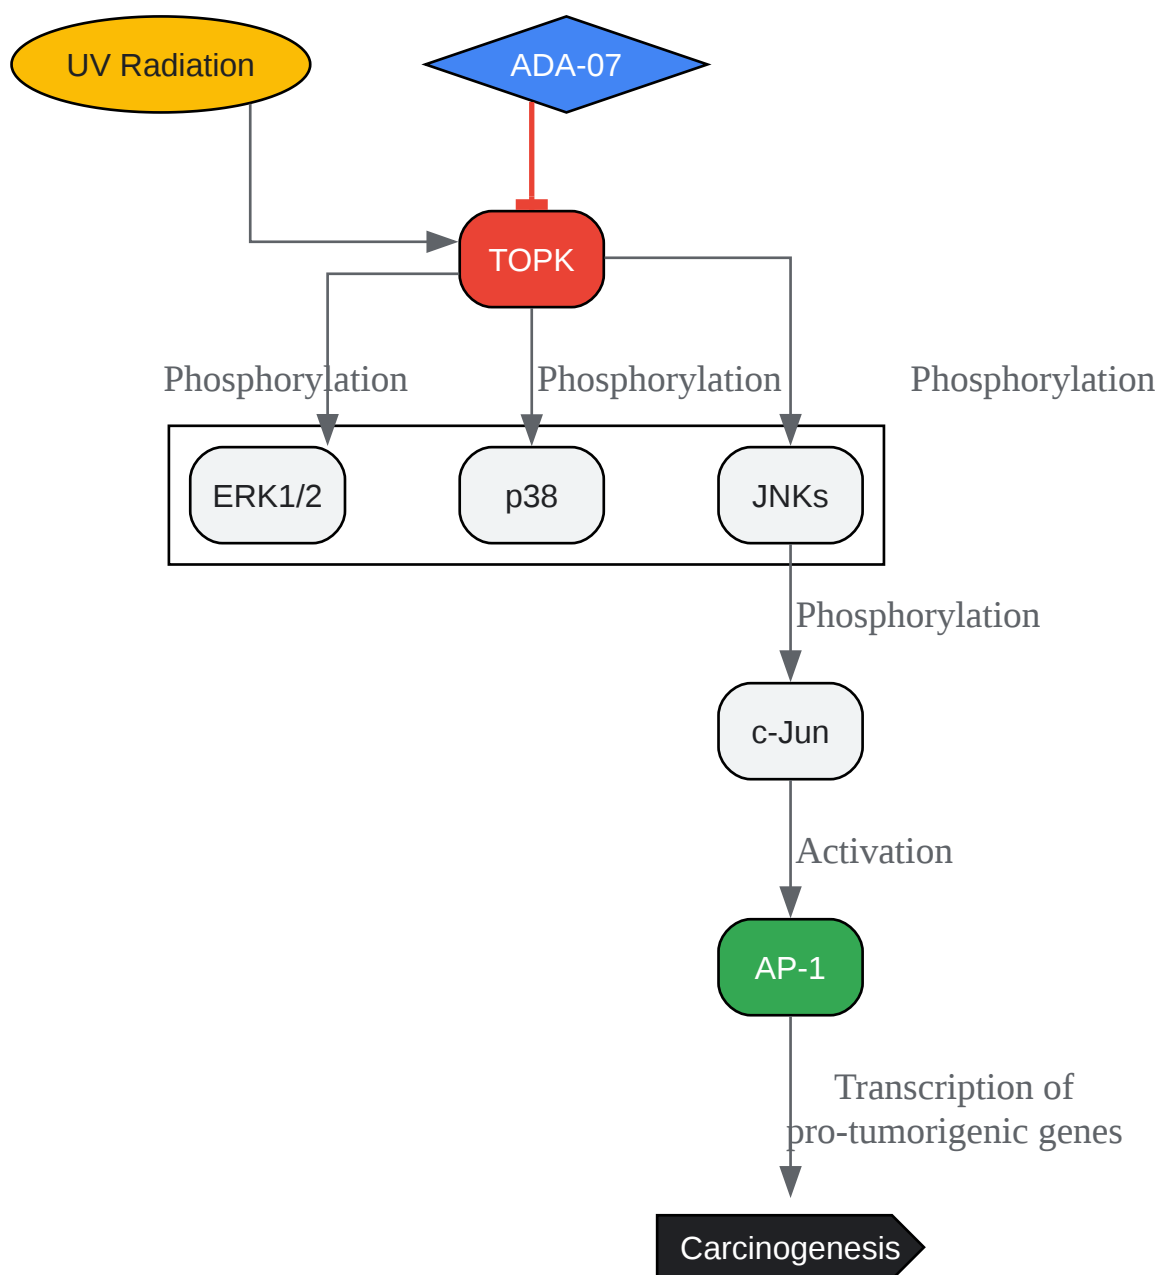 UV Radiation
ADA-07
TOPK
Phosphorylation
Phosphorylation
Phosphorylation
ERK1/2
p38
JNKs
Phosphorylation
c-Jun
Activation
AP-1
Transcription of
pro-tumorigenic genes
Carcinogenesis